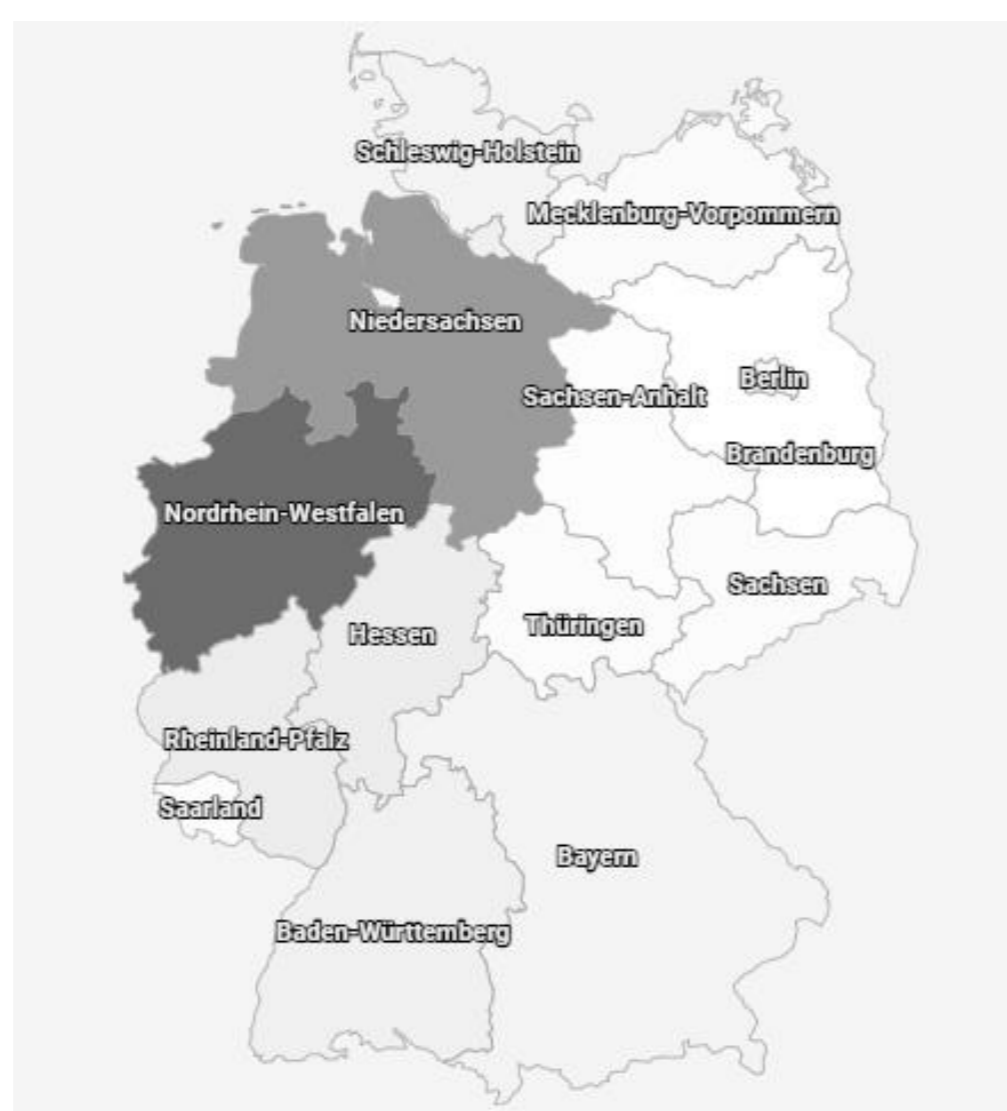 Schleswig-Holstein
Mecklenburg-Vorpommern
Niedersachsen
Berlin
Sachsen-Anhalt
Brandenburg
Nordrhein-Westfalen
Sachsen
Thüringen
Hessen
Rheinland-Pfalz
Saarland
Bayern
Baden-Württemberg